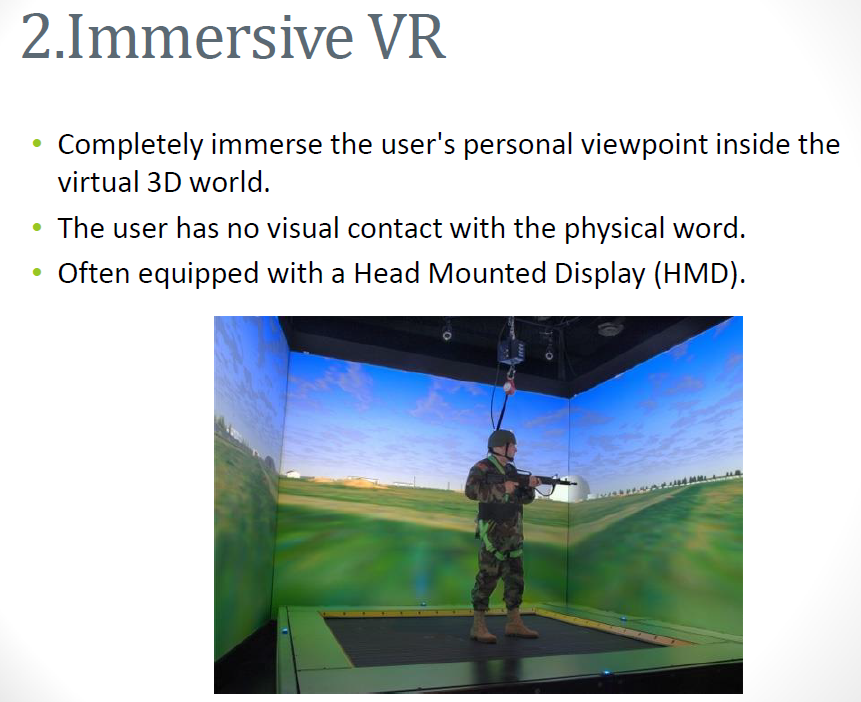 2.Immersive VR
• Completely immerse the user's personal viewpoint inside the
virtual 3D world.
• The user has no visual contact with the physical word.
• Often equipped with a Head Mounted Display (HMD).